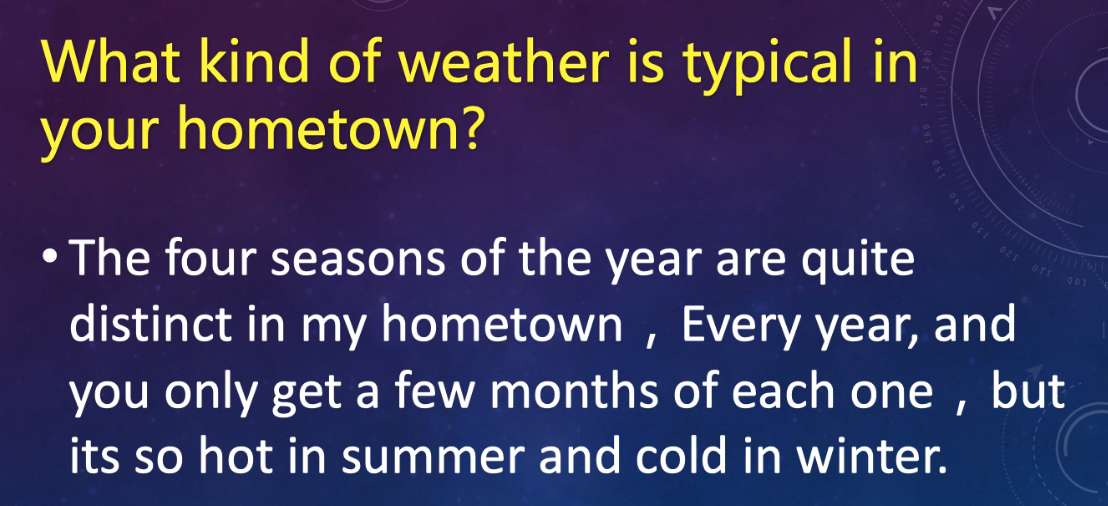 What kind of weather is typical in
your hometown?
• The four seasons of the year are quite
distinct in my hometown ，Every year, and
you only get a few months of each one ，but
its so hot in summer and cold in winter.